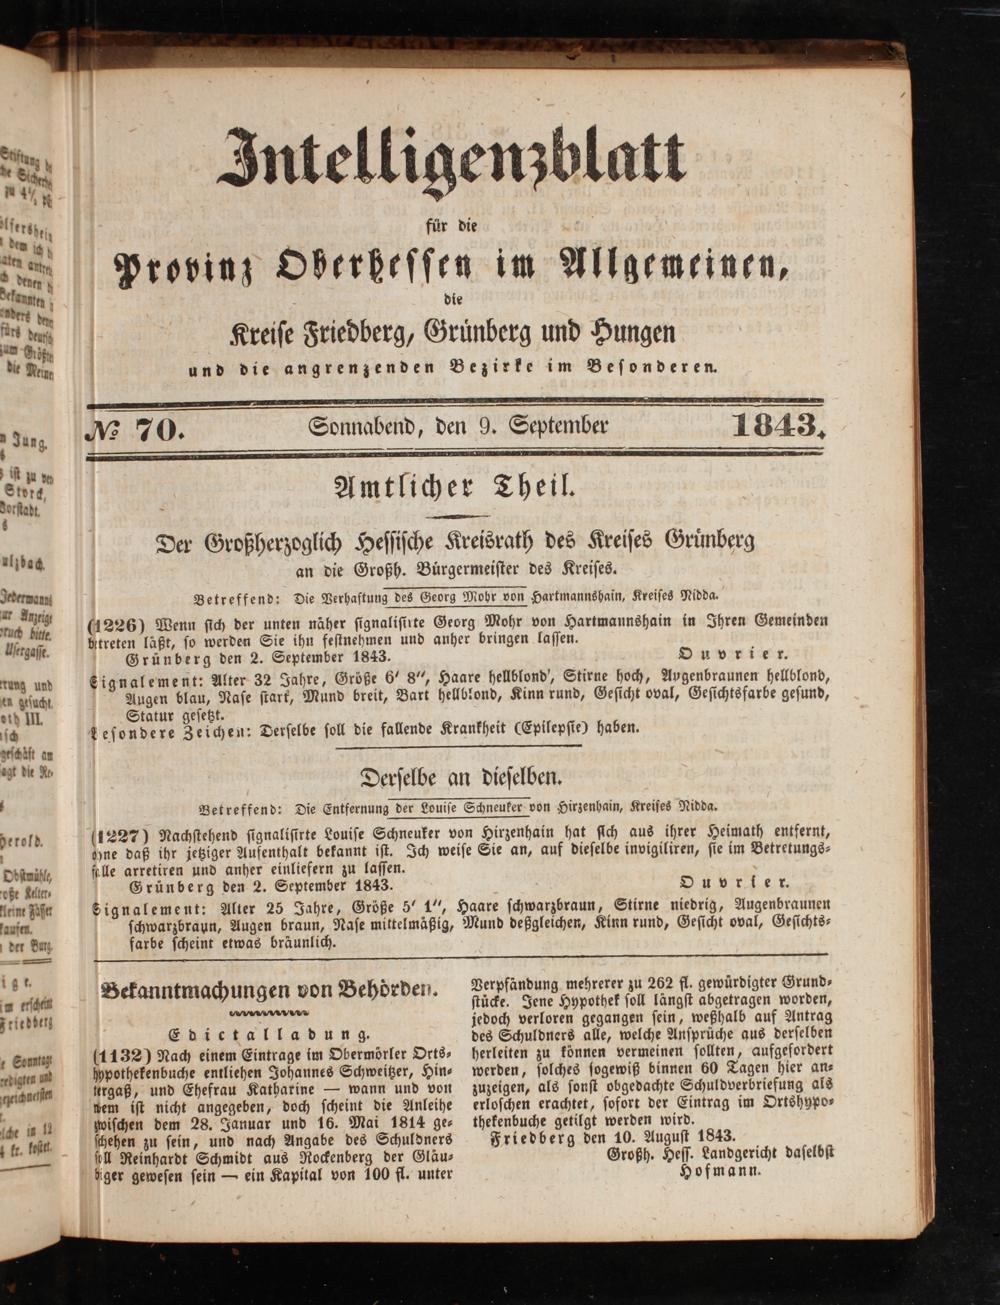 Intelligenzblatt
für die
Provinz Oberhessen im Allgemeinen,
die
Kreise Friedberg, Grünberg und Hungen
und die angrenzenden Bezirke im Besonderen.
№ 70. Sonnabend, den 9. September 1843.
Amtlicher Theil.
Der Großherzoglich Hessische Kreisrath des Kreises Grünberg
an die Großh. Bürgermeister des Kreises.
Betreffend: Die Verhaftung des Georg Mohr von Hartmannshain, Kreises Nidda.
(1226) Wenn sich der unten näher signalisirte Georg Mohr von Hartmannshain in Ihren Gemeinden
betreten läßt, so werden Sie ihn festnehmen und anher bringen lassen.
Grünberg den 2. September 1843. Ouvrier.
Signalement: Alter 32 Jahre, Größe 6′ 8″, Haare hellblond, Stirne hoch, Augenbraunen hellblond,
Augen blau, Nase stark, Mund breit, Bart hellblond, Kinn rund, Gesicht oval, Gesichtsfarbe gesund,
Statur gesetzt.
Besondere Zeichen: Derselbe soll die fallende Krankheit (Epilepsie) haben.
Derselbe an dieselben.
Betreffend: Die Entfernung der Louise Schneuker von Hirzenhain, Kreises Nidda.
(1227) Nachstehend signalisirte Louise Schneuker von Hirzenhain hat sich aus ihrer Heimath entfernt,
ohne daß ihr jetziger Aufenthalt bekannt ist. Ich weise Sie an, auf dieselbe invigiliren, sie im Betretungs-
falle arretiren und anher einliefern zu lassen.
Grünberg den 2. September 1843. Ouvrier.
Signalement: Alter 25 Jahre, Größe 5′ 1″, Haare schwarzbraun, Stirne niedrig, Augenbraunen
schwarzbraun, Augen braun, Nase mittelmäßig, Mund deßgleichen, Kinn rund, Gesicht oval, Gesichts-
farbe scheint etwas bräunlich.
Bekanntmachungen von Behörden.
Edictalladung.
(1132) Nach einem Eintrage im Obermörler Orts-
hypothekenbuche entliehen Johannes Schweitzer, Hin-
tergaß, und Ehefrau Katharine — wann und von
wem ist nicht angegeben, doch scheint die Anleihe
zwischen dem 28. Januar und 16. Mai 1814 ge-
schehen zu sein, und nach Angabe des Schuldners
soll Reinhardt Schmidt aus Rockenberg der Gläu-
biger gewesen sein — ein Kapital von 100 fl. unter
Verpfändung mehrerer zu 262 fl. gewürdigter Grund-
stücke. Jene Hypothek soll längst abgetragen worden,
jedoch verloren gegangen sein, weßhalb auf Antrag
des Schuldners alle, welche Ansprüche aus derselben
herleiten zu können vermeinen sollten, aufgefordert
werden, solches sogewiß binnen 60 Tagen hier an-
zuzeigen, als sonst obgedachte Schuldverbriefung als
erloschen erachtet, sofort der Eintrag im Ortshypo-
thekenbuche getilgt werden wird.
Friedberg den 10. August 1843.
Großh. Hess. Landgericht daselbst
Hofmann.